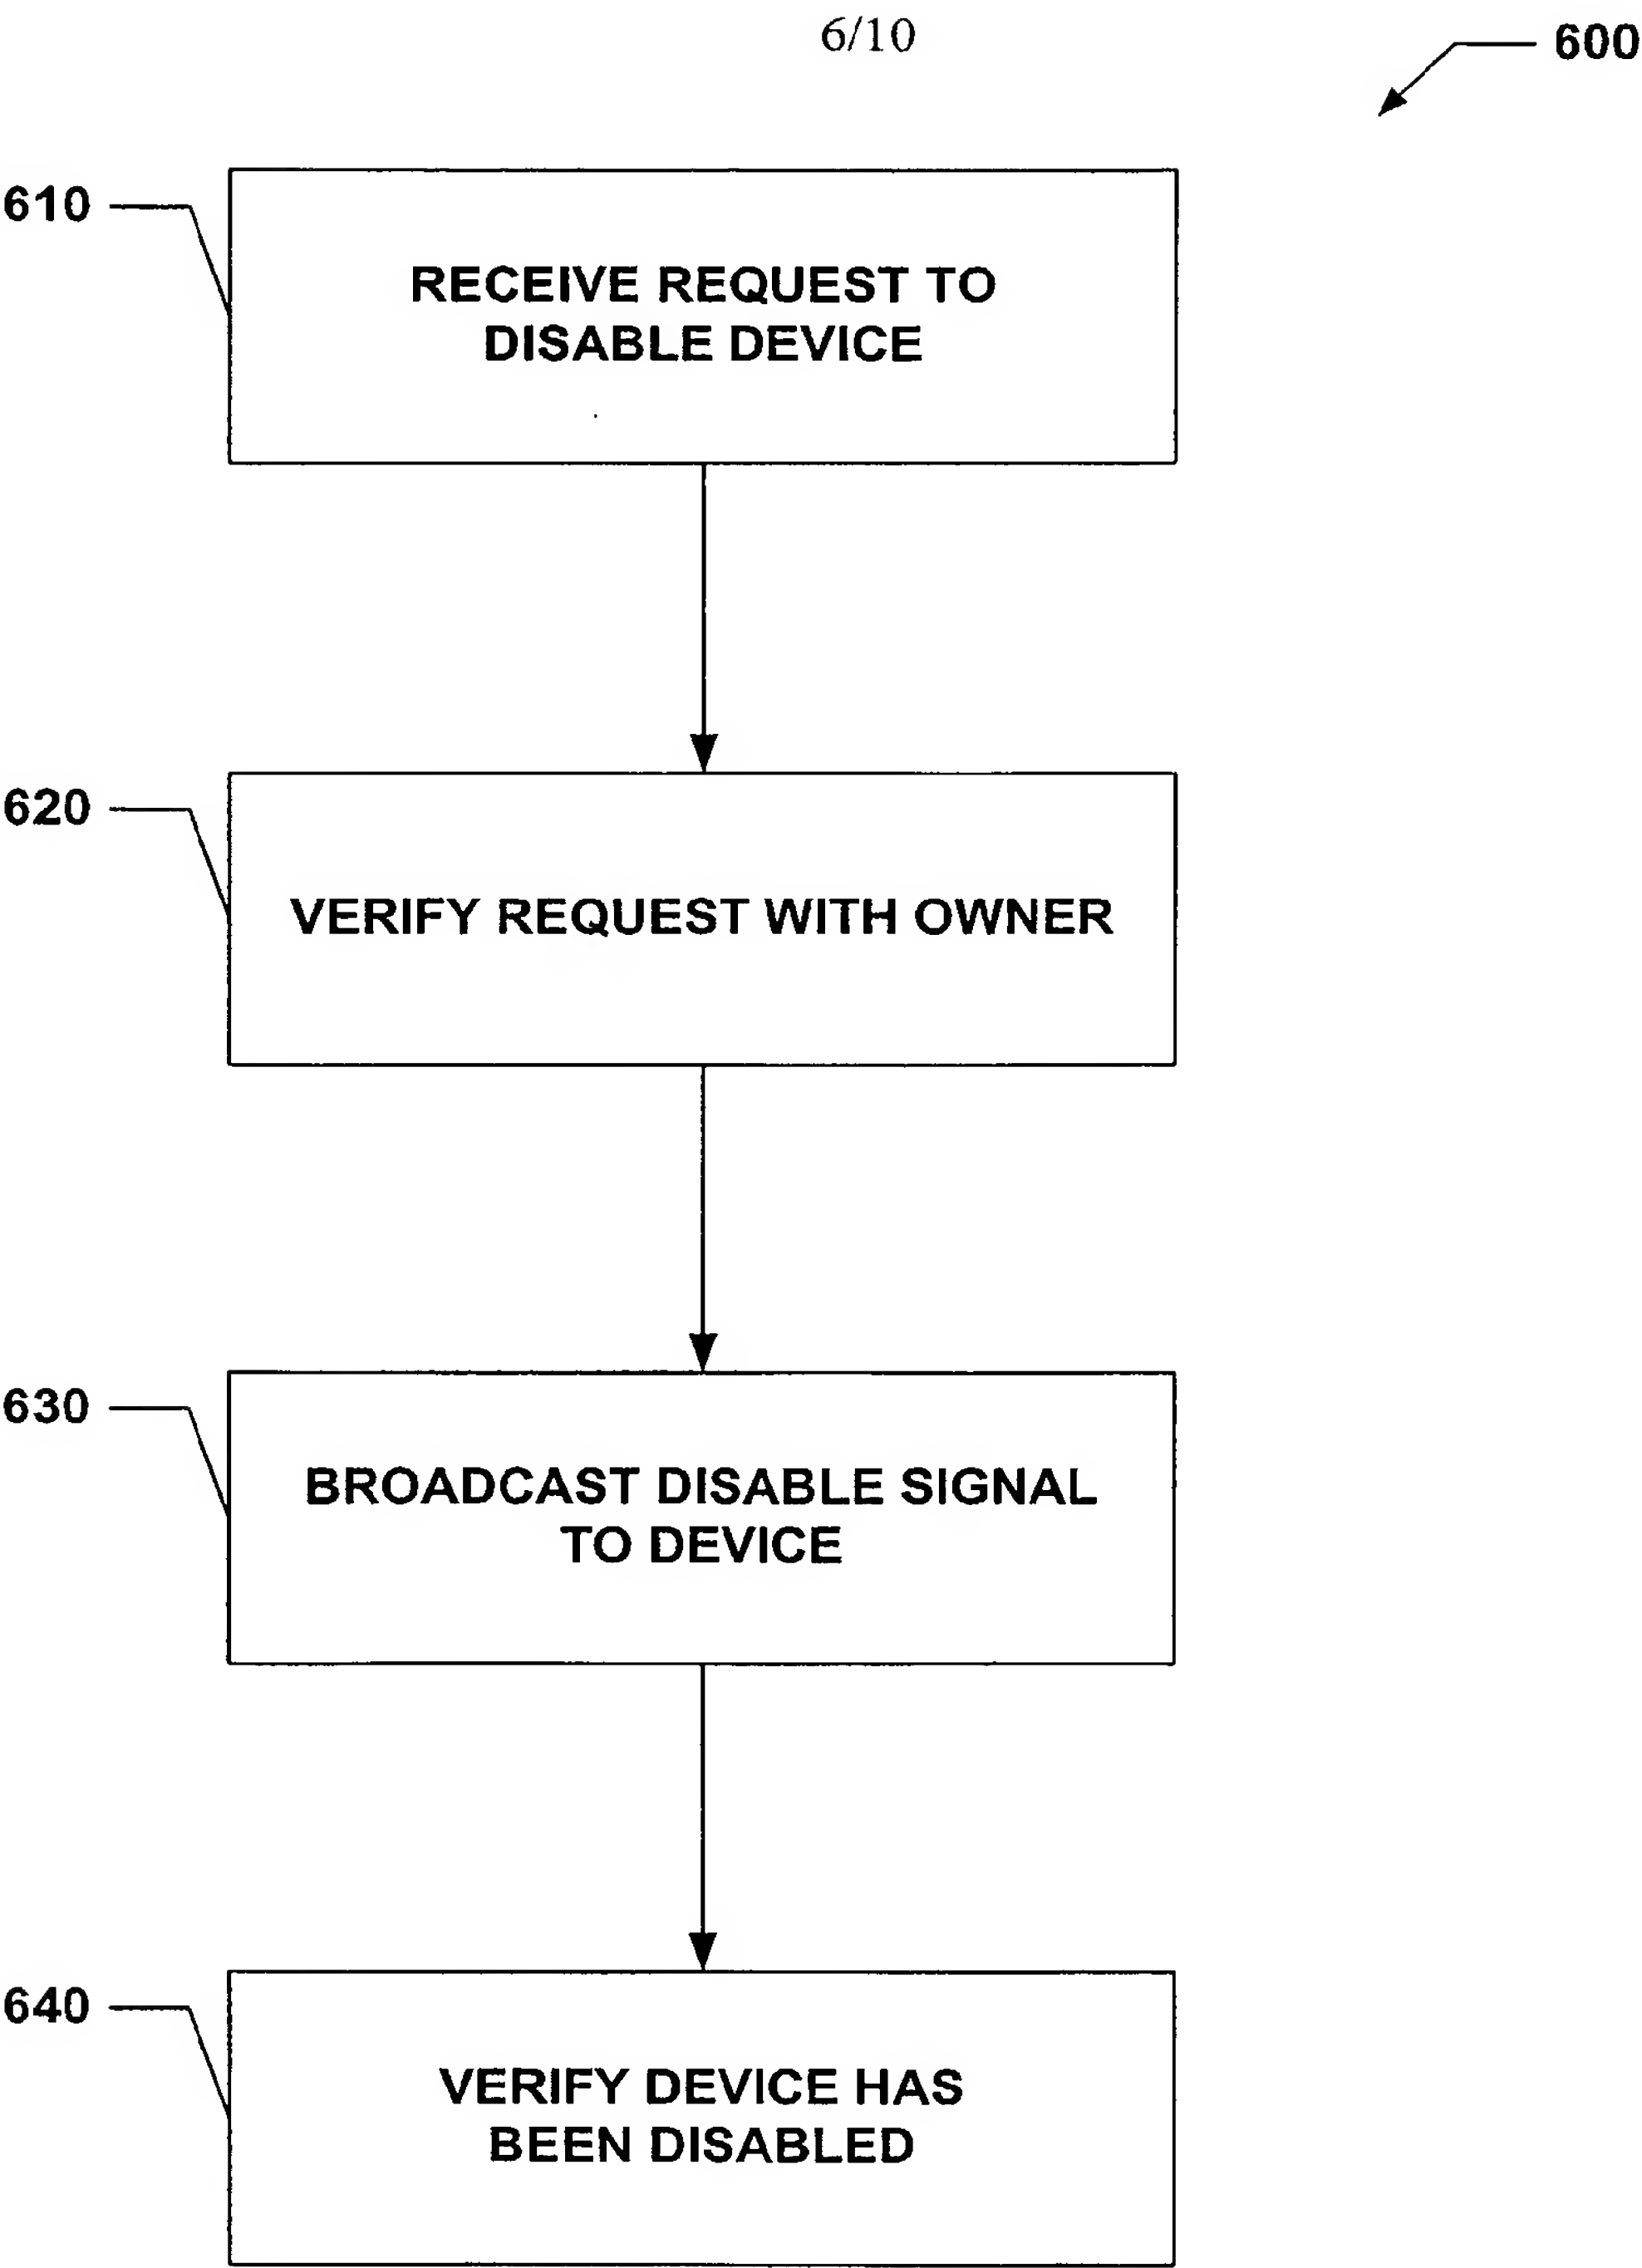 6/10
600
610
RECEIVE REQUEST TO
DISABLE DEVICE
620
VERIFY REQUEST WITH OWNER
630
BROADCAST DISABLE SIGNAL
TO DEVICE
640
VERIFY DEVICE HAS
BEEN DISABLED